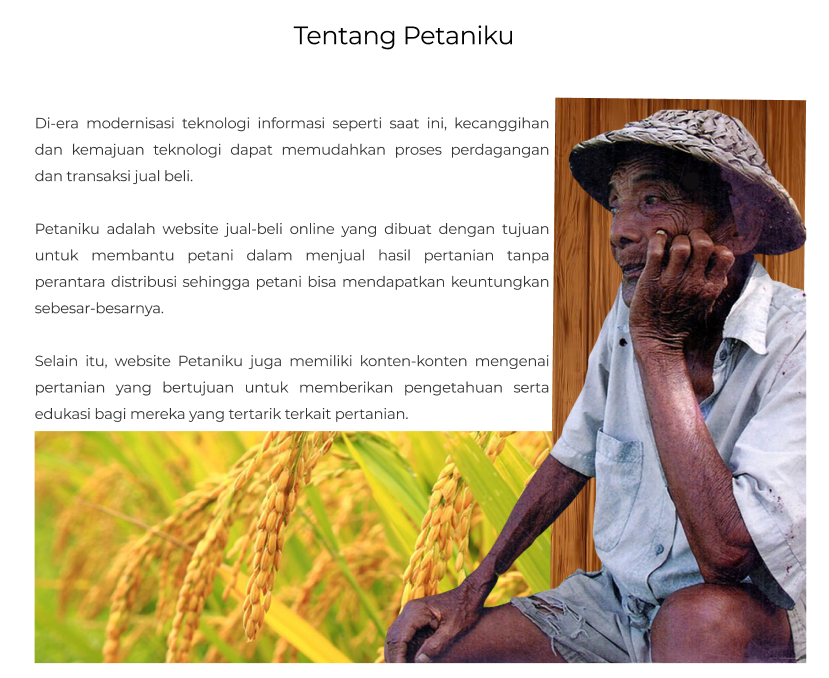 Tentang Petaniku
Di-era modernisasi teknologi informasi seperti saat ini, kecanggihan
dan kemajuan teknologi dapat memudahkan proses perdagangan
dan transaksi jual beli.
Petaniku adalah website jual-beli online yang dibuat dengan tujuan
untuk membantu petani dalam menjual hasil pertanian tanpa
perantara distribusi sehingga petani bisa mendapatkan keuntungkan
sebesar-besarnya.
Selain itu, website Petaniku juga memiliki konten-konten mengenai
pertanian yang bertujuan untuk memberikan pengetahuan serta
edukasi bagi mereka yang tertarik terkait pertanian.